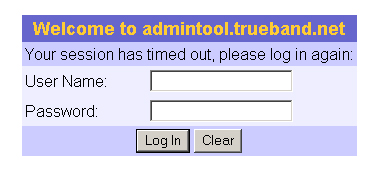 Welcome to admintool.trueband.net
Your session has timed out, please log in again:
User Name:
Password:
Log In Clear